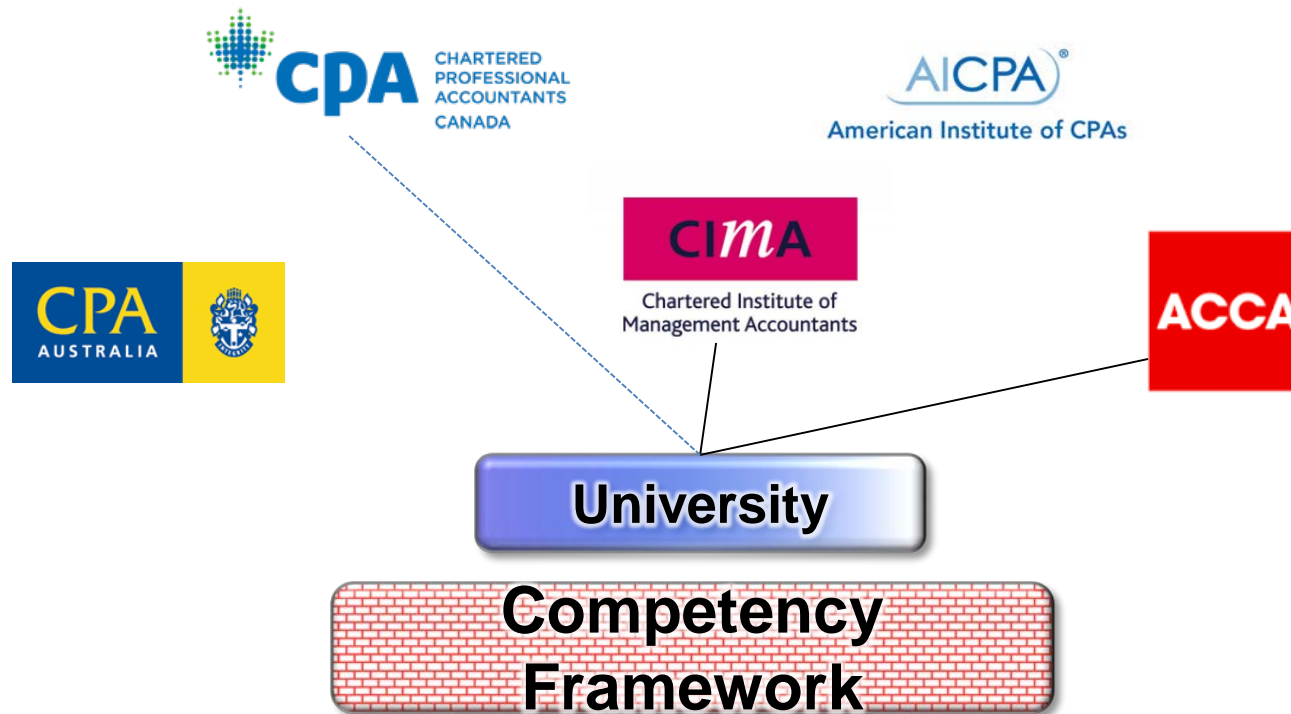 CPA
CHARTERED
PROFESSIONAL
ACCOUNTANTS
CANADA
AICPA®
American Institute of CPAs
CIMA
Chartered Institute of
Management Accountants
CPA
AUSTRALIA
INTEGRITY
ACCA
University
Competency
Framework